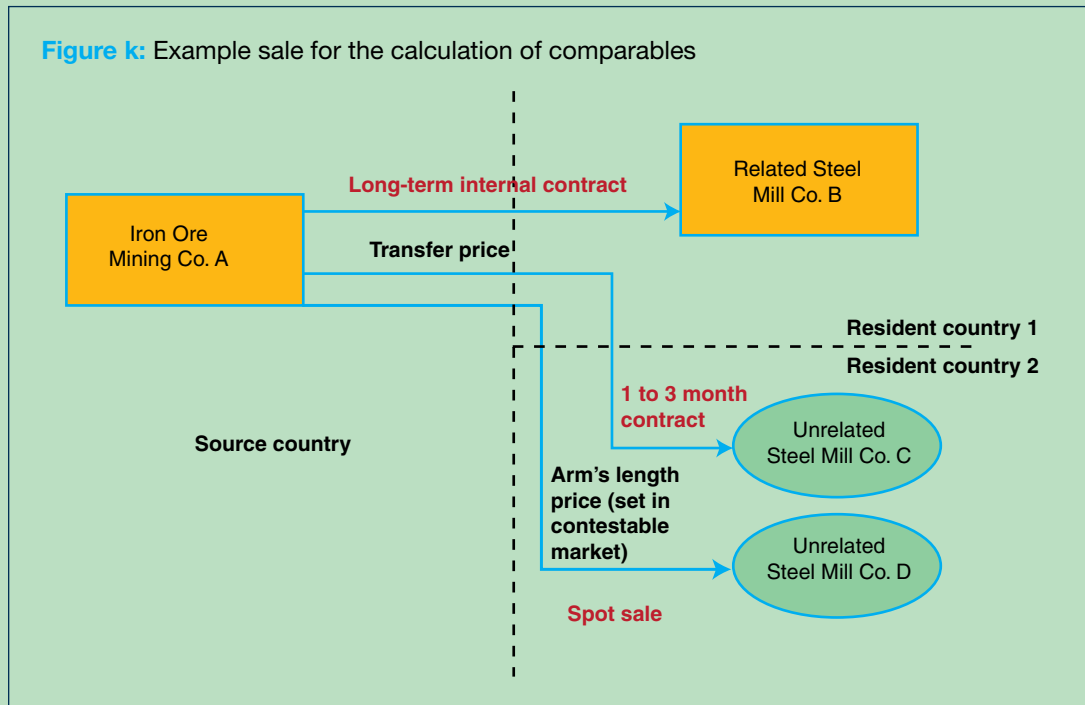 Figure k: Example sale for the calculation of comparables
Long-term internal contract
Related Steel
Mill Co. B
Iron Ore
Mining Co. A
Transfer price
Resident country 1
Resident country 2
1 to 3 month
contract
Unrelated
Steel Mill Co. C
Source country
Arm's length
price (set in
contestable
market)
Unrelated
Steel Mill Co. D
Spot sale